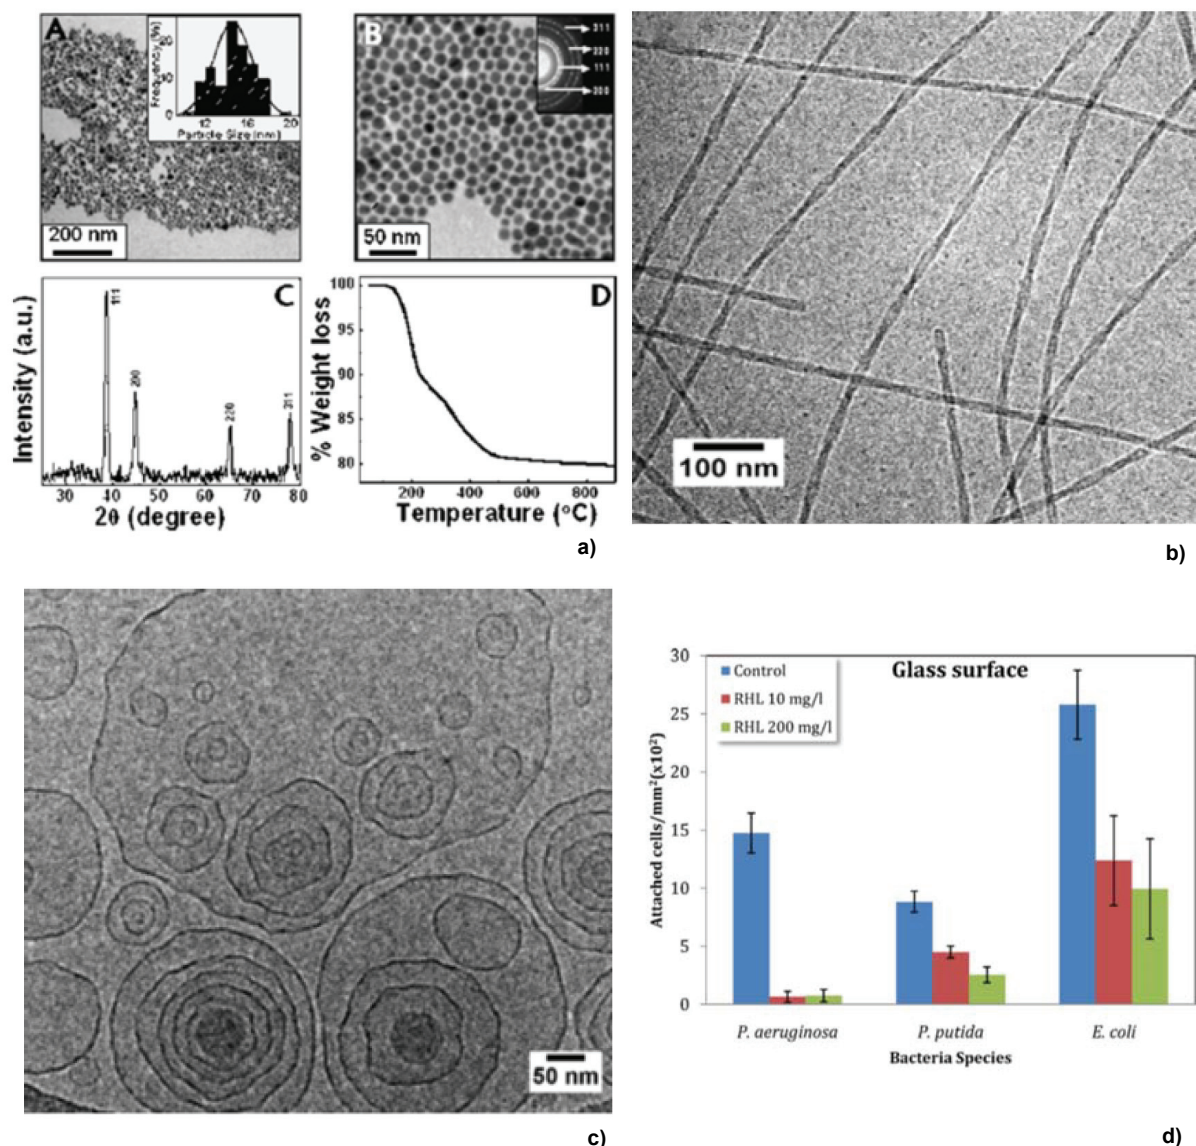 A
Frequency (%)
20
10
0
12 16 20
Particle Size (nm)
200 nm
B
311
220
111
200
50 nm
C
Intensity (a.u.)
111
200
220
311
30 40 50 60 70 80
2θ (degree)
D
% Weight loss
100
95
90
85
80
200 400 600 800
Temperature (°C)
a)
100 nm
b)
50 nm
c)
Glass surface
Control
RHL 10 mg/l
RHL 200 mg/l
Attached cells/mm²(x10²)
30
25
20
15
10
5
0
P. aeruginosa P. putida E. coli
Bacteria Species
d)